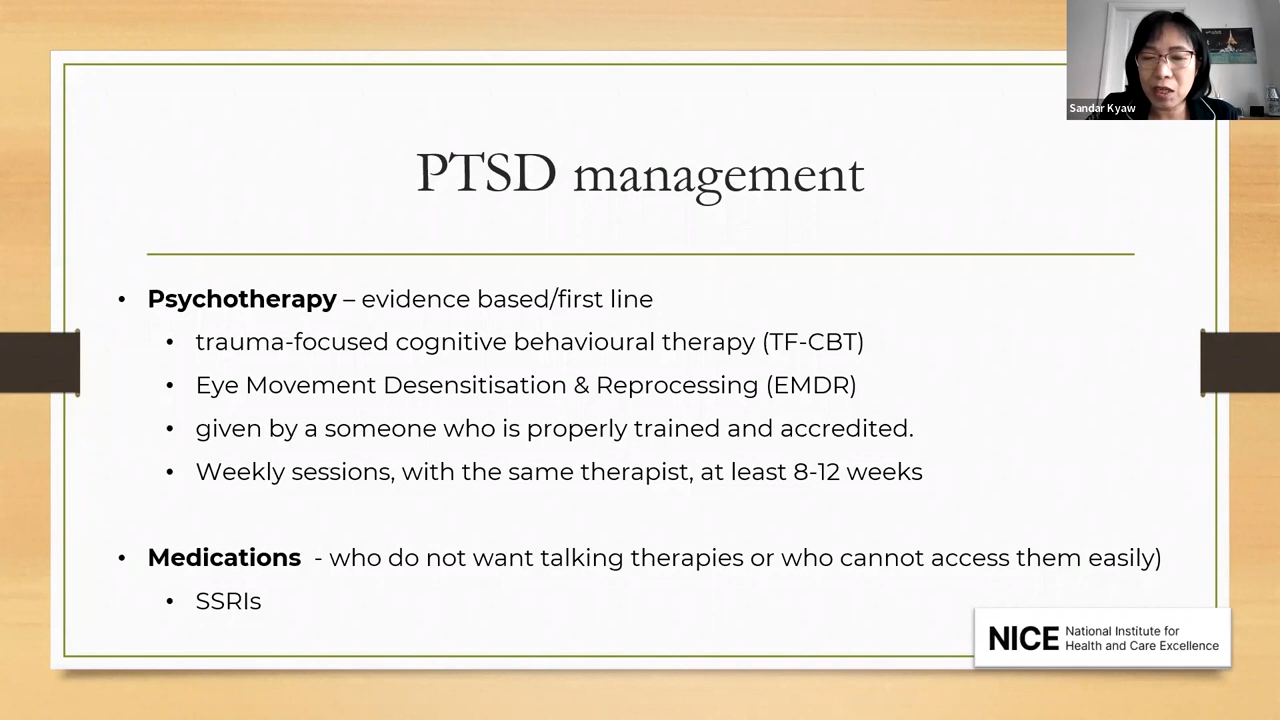 Sandar Kyaw
PTSD management
• Psychotherapy – evidence based/first line
• trauma-focused cognitive behavioural therapy (TF-CBT)
• Eye Movement Desensitisation & Reprocessing (EMDR)
• given by a someone who is properly trained and accredited.
• Weekly sessions, with the same therapist, at least 8-12 weeks
• Medications - who do not want talking therapies or who cannot access them easily)
• SSRIs
NICE National Institute for
Health and Care Excellence